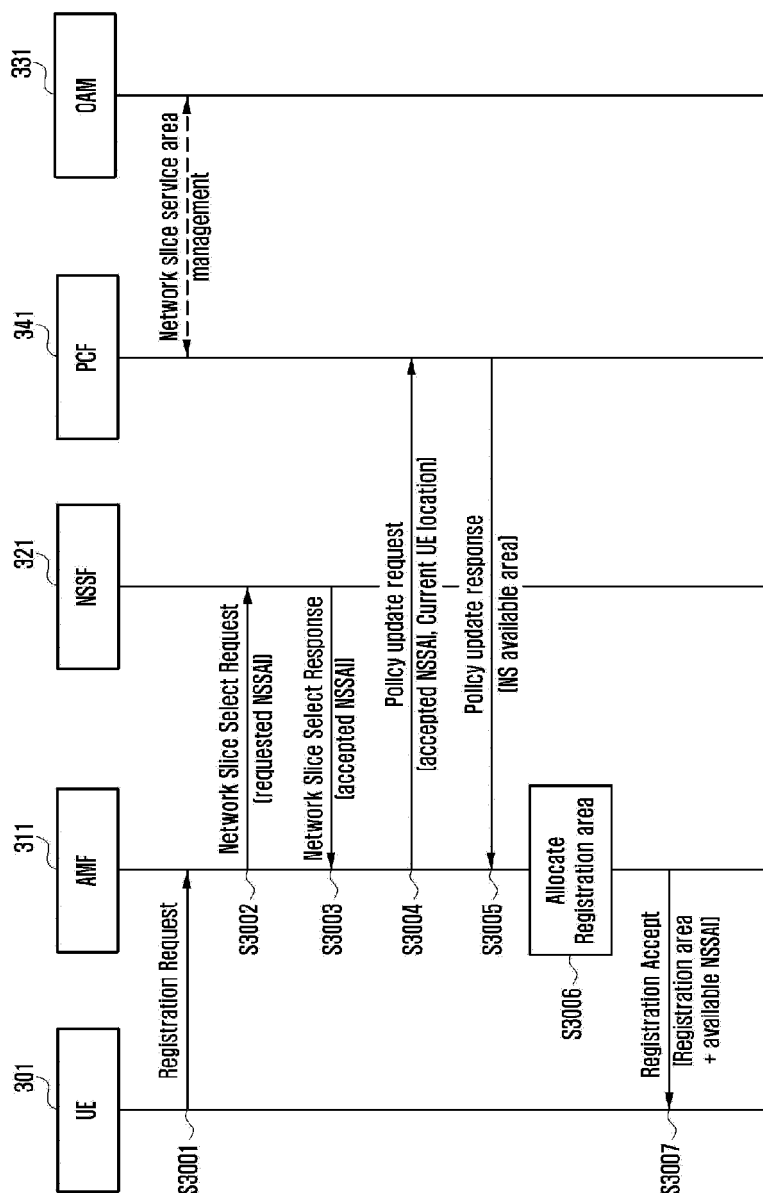 301
UE
311
AMF
321
NSSF
341
PCF
331
OAM
S3001
Registration Request
Network slice service area
management
S3002
Network Slice Select Request
[requested NSSAI]
S3003
Network Slice Select Response
[accepted NSSAI]
S3004
Policy update request
[accepted NSSAI, Current UE location]
S3005
Policy update response
[NS available area]
S3006
Allocate
Registration area
S3007
Registration Accept
[Registration area
+ available NSSAI]